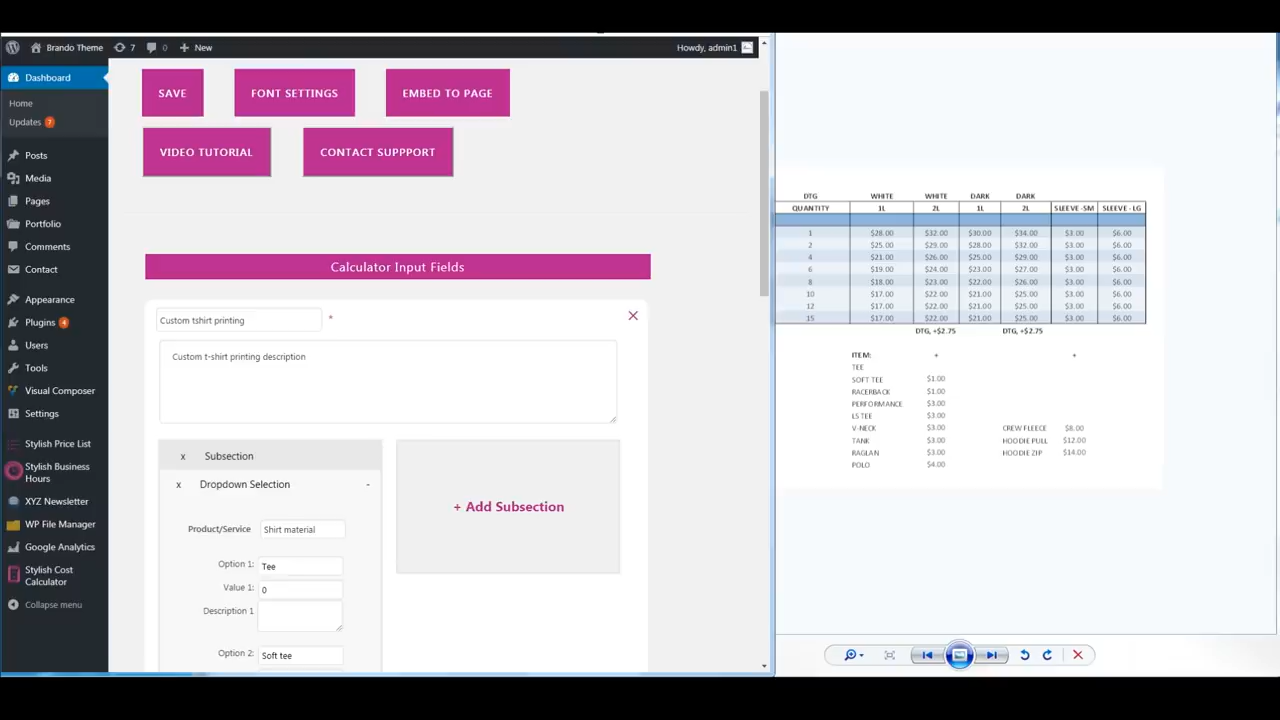 Brando Theme 7 0 New Howdy, admin1
Dashboard
Home
Updates 7
Posts
Media
Pages
Portfolio
Comments
Contact
Appearance
Plugins 4
Users
Tools
Visual Composer
Settings
Stylish Price List
Stylish Business
Hours
XYZ Newsletter
WP File Manager
Google Analytics
Stylish Cost
Calculator
Collapse menu
SAVE FONT SETTINGS EMBED TO PAGE
VIDEO TUTORIAL CONTACT SUPPPORT
Calculator Input Fields
Custom tshirt printing *
Custom t-shirt printing description
x Subsection
x Dropdown Selection -
Product/Service Shirt material
Option 1: Tee
Value 1: 0
Description 1
Option 2: Soft tee
+ Add Subsection
DTG WHITE WHITE DARK DARK
QUANTITY 1L 2L 1L 2L SLEEVE -SM SLEEVE - LG
1 $28.00 $32.00 $30.00 $34.00 $3.00 $6.00
2 $25.00 $29.00 $28.00 $32.00 $3.00 $6.00
4 $21.00 $26.00 $25.00 $29.00 $3.00 $6.00
6 $19.00 $24.00 $23.00 $27.00 $3.00 $6.00
8 $18.00 $23.00 $22.00 $26.00 $3.00 $6.00
10 $17.00 $22.00 $21.00 $25.00 $3.00 $6.00
12 $17.00 $22.00 $21.00 $25.00 $3.00 $6.00
15 $17.00 $22.00 $21.00 $25.00 $3.00 $6.00
DTG, +$2.75 DTG, +$2.75
ITEM: + +
TEE
SOFT TEE $1.00
RACERBACK $1.00
PERFORMANCE $3.00
LS TEE $3.00
V-NECK $3.00 CREW FLEECE $8.00
TANK $3.00 HOODIE PULL $12.00
RAGLAN $3.00 HOODIE ZIP $14.00
POLO $4.00